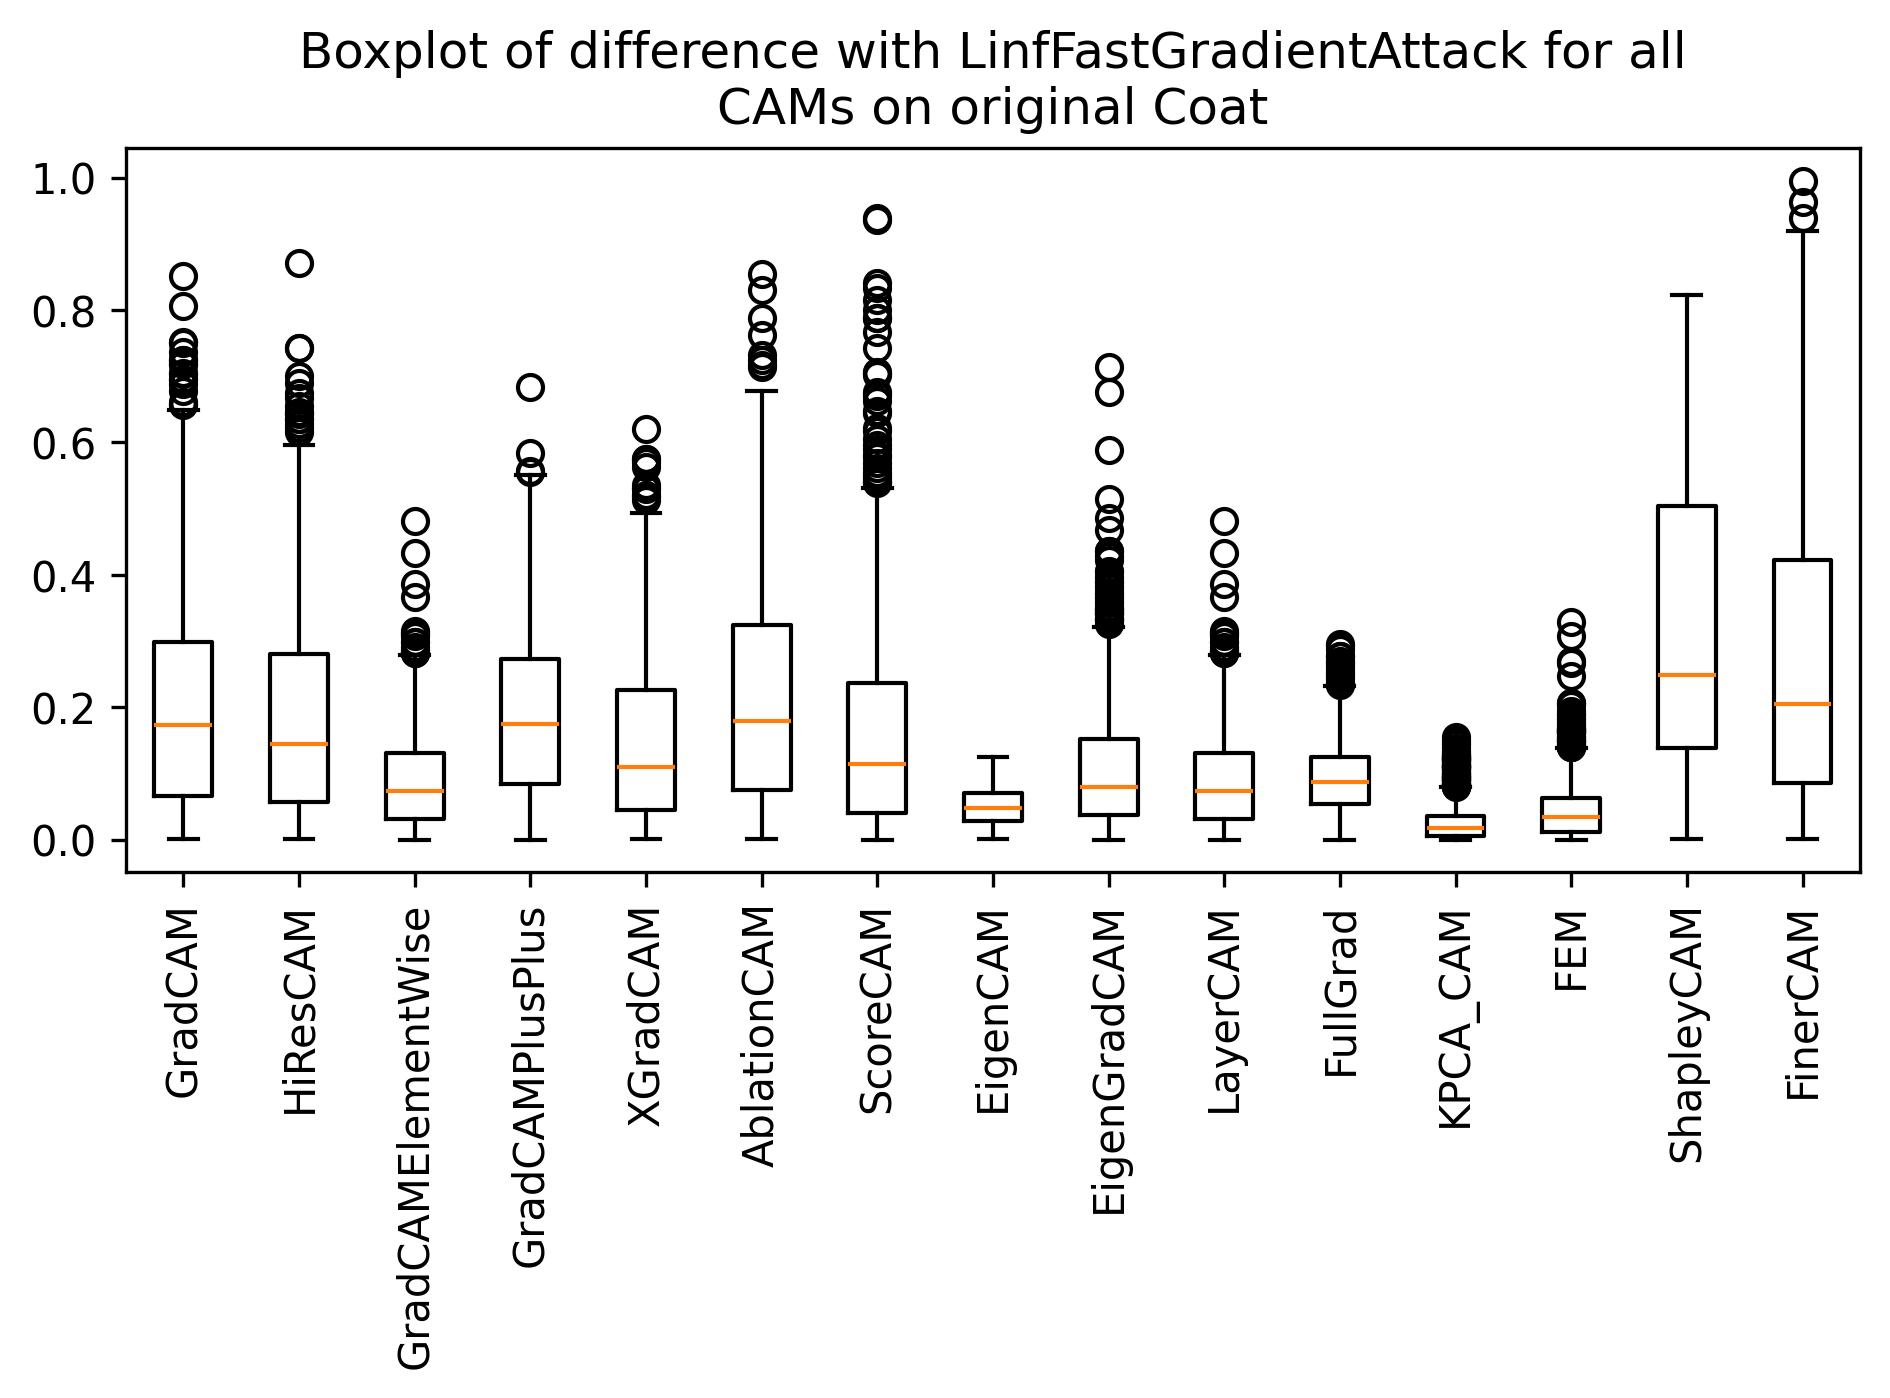 Boxplot of difference with LinfFastGradientAttack for all
CAMs on original Coat
1.0
0.8
0.6
0.4
0.2
0.0
GradCAM
HiResCAM
GradCAMElementWise
GradCAMPlusPlus
XGradCAM
AblationCAM
ScoreCAM
EigenCAM
EigenGradCAM
LayerCAM
FullGrad
KPCA_CAM
FEM
ShapleyCAM
FinerCAM